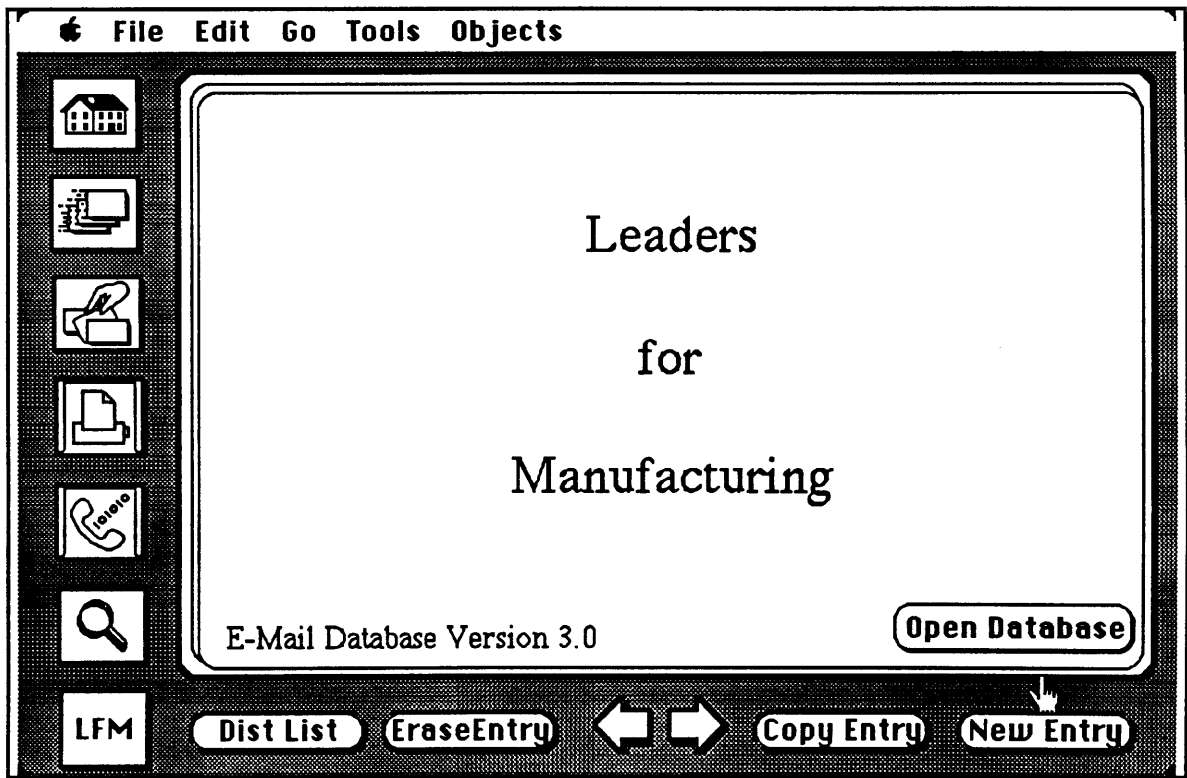 File Edit Go Tools Objects
Leaders
for
Manufacturing
01010
E-Mail Database Version 3.0
Open Database
LFM
Dist List
EraseEntry
Copy Entry
New Entry